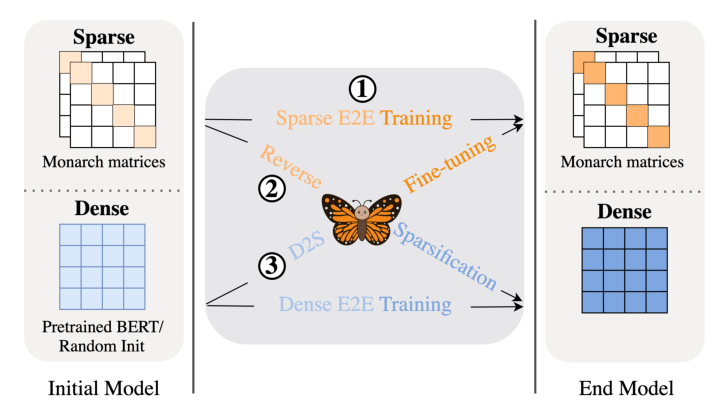 Sparse
Monarch matrices
Dense
Pretrained BERT/
Random Init
Initial Model
1
Sparse E2E Training
Reverse
Fine-tuning
2
3
D2S
Sparsification
Dense E2E Training
Sparse
Monarch matrices
Dense
End Model